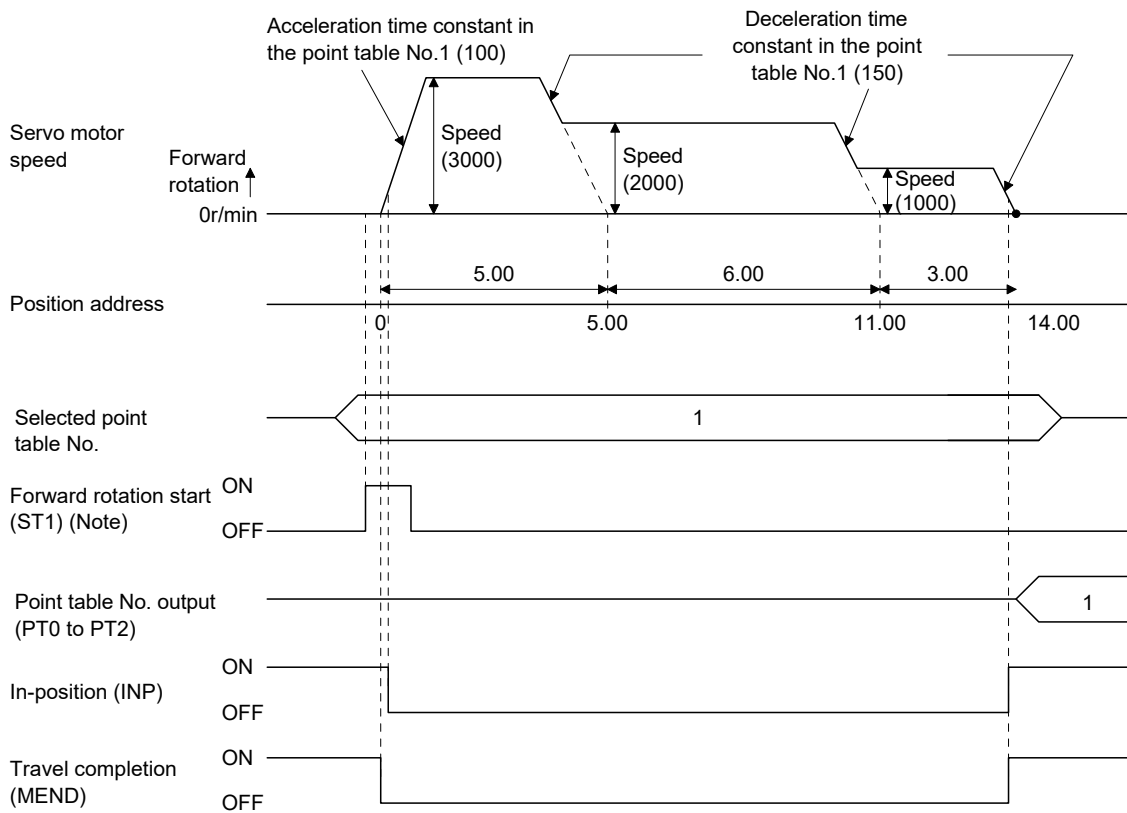 Acceleration time constant in
the point table No.1 (100)
Deceleration time
constant in the point
table No.1 (150)
Servo motor
speed
Forward
rotation
0r/min
Speed
(3000)
Speed
(2000)
Speed
(1000)
5.00
6.00
3.00
Position address
0
5.00
11.00
14.00
Selected point
table No.
1
Forward rotation start
(ST1) (Note)
ON
OFF
Point table No. output
(PT0 to PT2)
1
In-position (INP)
ON
OFF
Travel completion
(MEND)
ON
OFF